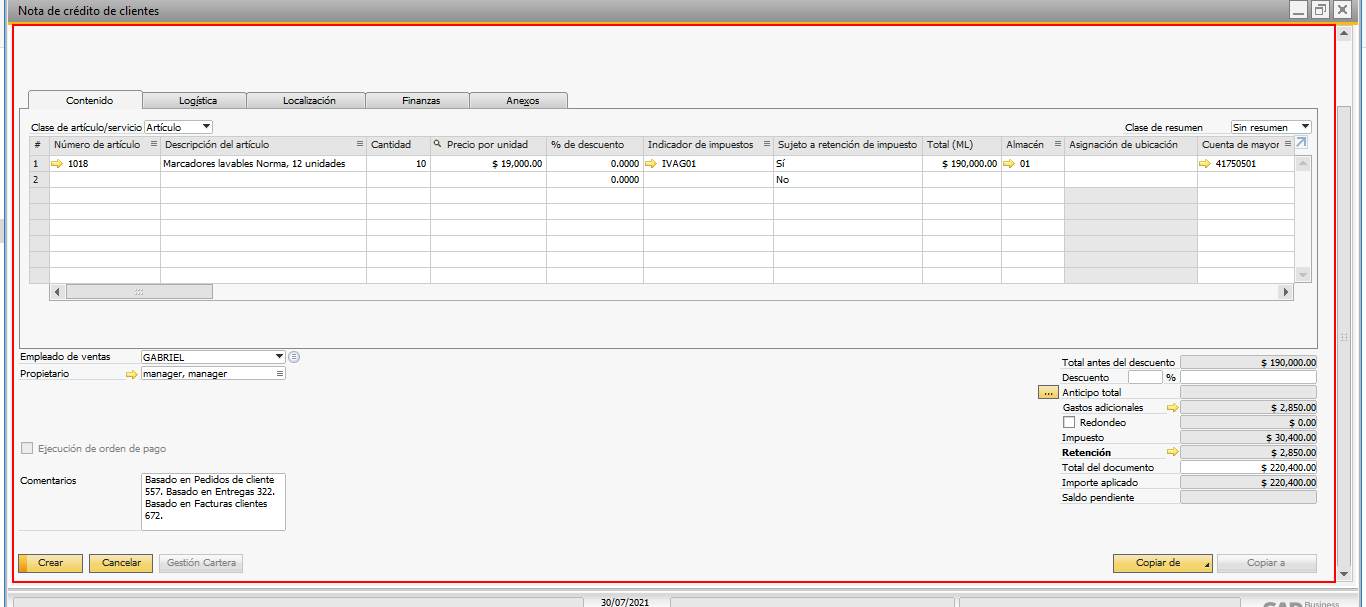 Nota de crédito de clientes
Contenido Logística Localización Finanzas Anexos
Clase de artículo/servicio Artículo Clase de resumen Sin resumen
# Número de artículo Descripción del artículo Cantidad Precio por unidad % de descuento Indicador de impuestos Sujeto a retención de impuesto Total (ML) Almacén Asignación de ubicación Cuenta de mayor
1 1018 Marcadores lavables Norma, 12 unidades 10 $ 19,000.00 0.0000 IVAG01 Sí $ 190,000.00 01 41750501
2 0.0000 No
Empleado de ventas GABRIEL
Propietario manager, manager
Total antes del descuento $ 190,000.00
Descuento %
... Anticipo total
Gastos adicionales $ 2,850.00
Redondeo $ 0.00
Impuesto $ 30,400.00
Retención $ 2,850.00
Total del documento $ 220,400.00
Importe aplicado $ 220,400.00
Saldo pendiente
Ejecución de orden de pago
Comentarios
Basado en Pedidos de cliente
557. Basado en Entregas 322.
Basado en Facturas clientes
672.
Crear Cancelar Gestión Cartera Copiar de Copiar a
30/07/2021
SAP Business